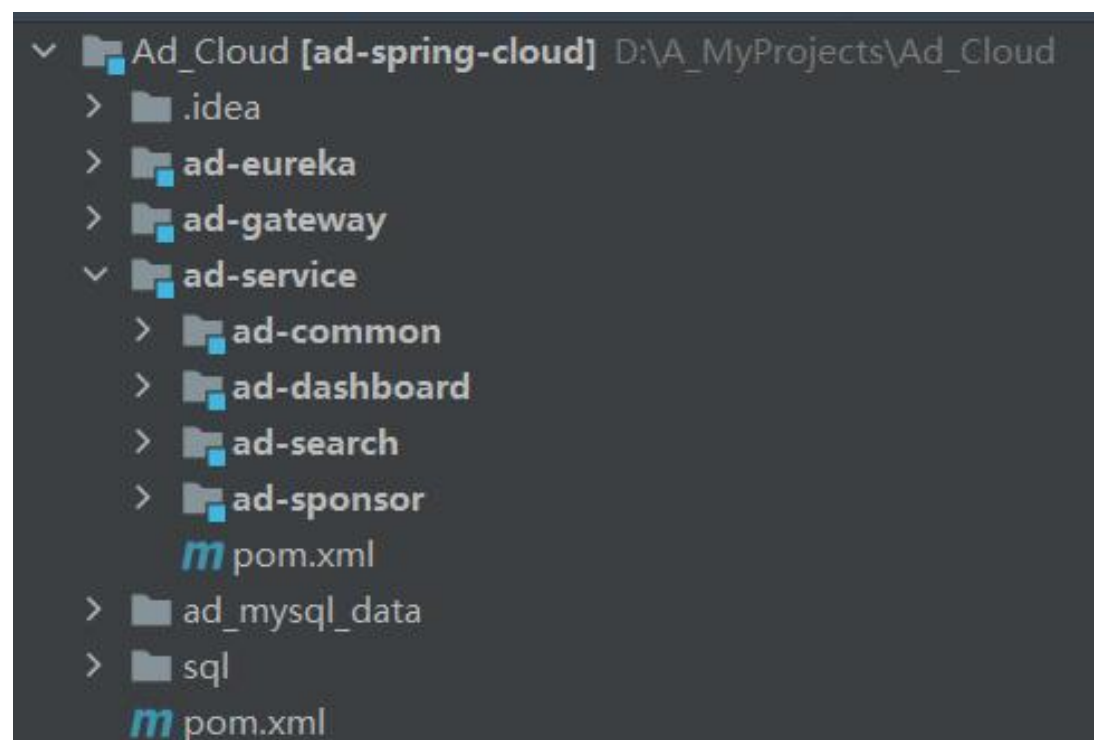 Ad_Cloud [ad-spring-cloud] D:\A_MyProjects\Ad_Cloud
.idea
ad-eureka
ad-gateway
ad-service
ad-common
ad-dashboard
ad-search
ad-sponsor
m pom.xml
ad_mysql_data
sql
m pom.xml